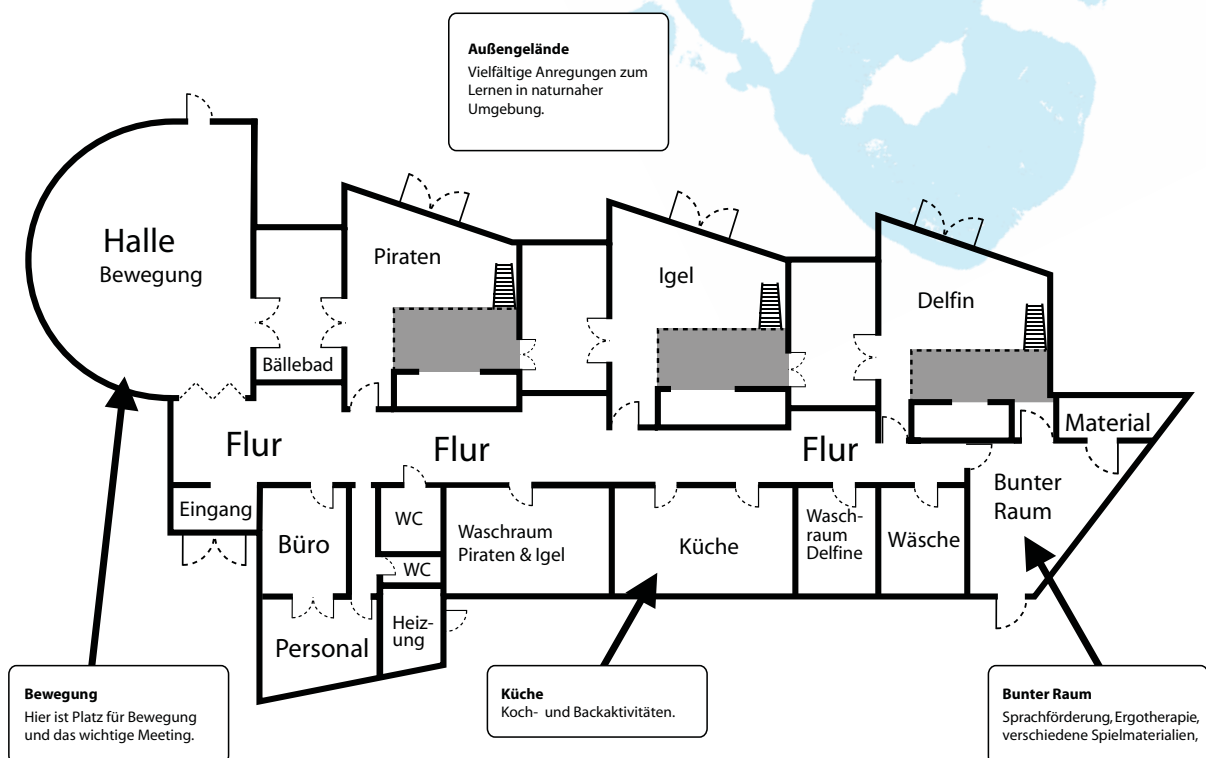 Außengelände
Vielfältige Anregungen zum
Lernen in naturnaher
Umgebung.
Halle
Bewegung
Piraten
Igel
Delfin
Bällebad
Material
Flur
Flur
Flur
Bunter
Raum
Eingang
Büro
WC
WC
Waschraum
Piraten & Igel
Küche
Wasch-
raum
Delfine
Wäsche
Personal
Heiz-
ung
Bewegung
Hier ist Platz für Bewegung
und das wichtige Meeting.
Küche
Koch- und Backaktivitäten.
Bunter Raum
Sprachförderung, Ergotherapie,
verschiedene Spielmaterialien,